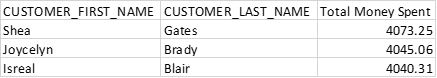 CUSTOMER_FIRST_NAME CUSTOMER_LAST_NAME Total Money Spent
Shea Gates 4073.25
Joycelyn Brady 4045.06
Isreal Blair 4040.31